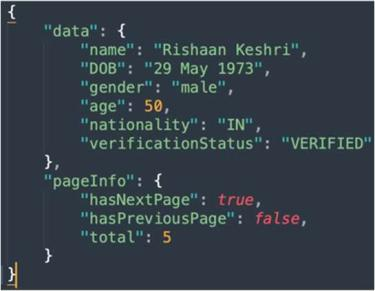 {
"data": {
"name": "Rishaan Keshri",
"DOB": "29 May 1973",
"gender": "male",
"age": 50,
"nationality": "IN",
"verificationStatus": "VERIFIED"
},
"pageInfo": {
"hasNextPage": true,
"hasPreviousPage": false,
"total": 5
}
}